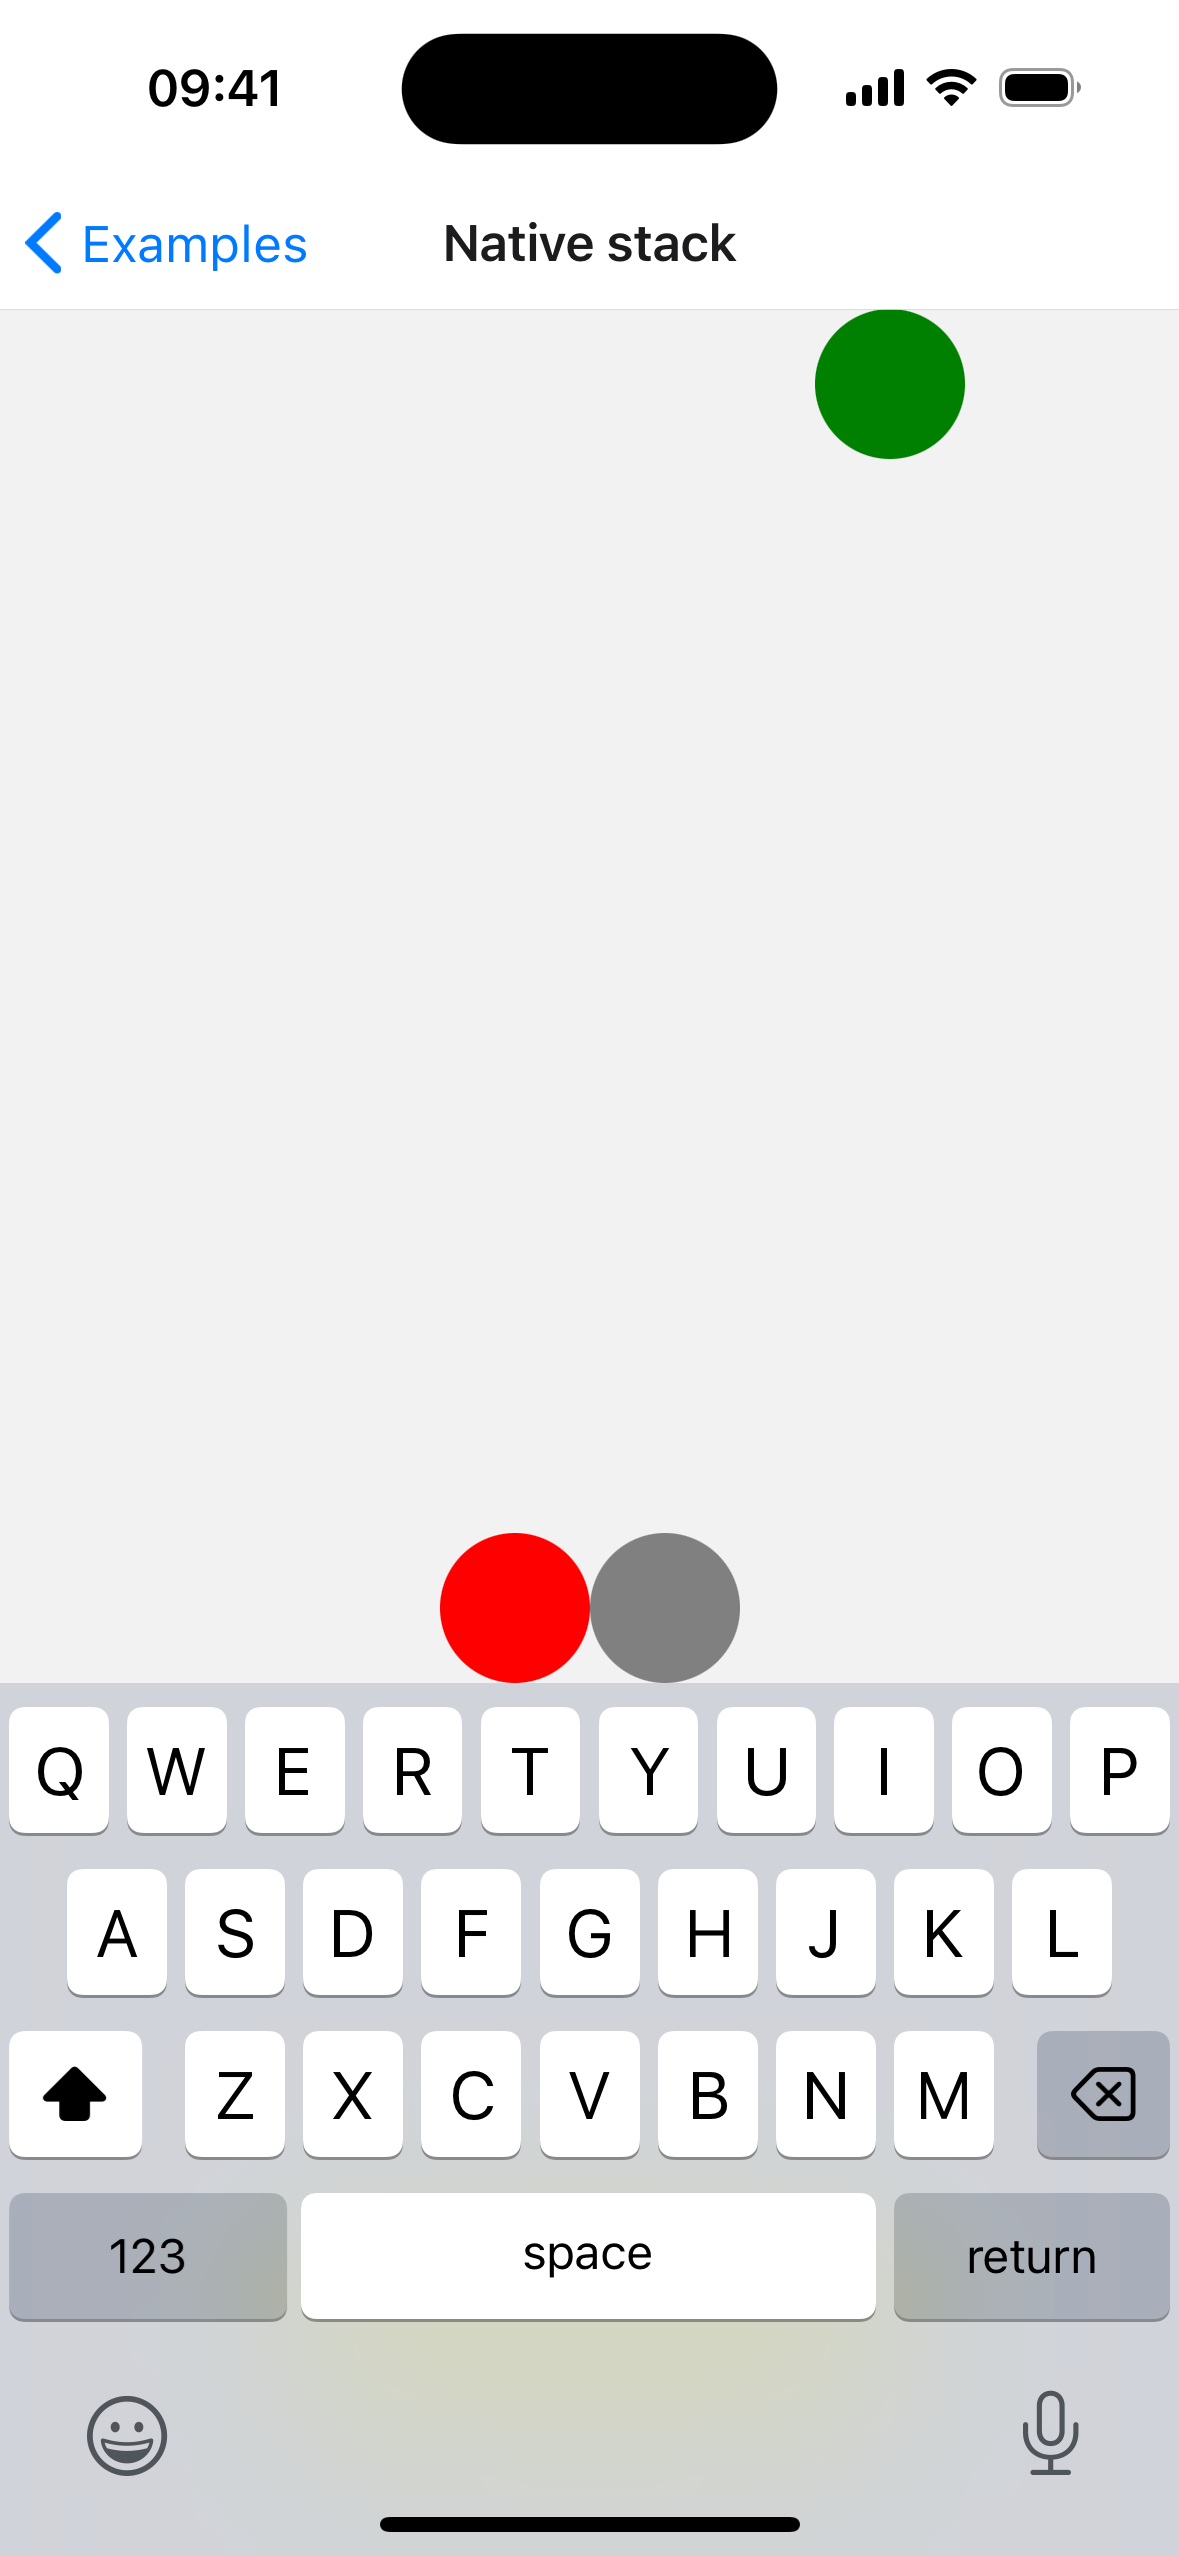 09:41
Examples
Native stack
Q W E R T Y U I O P
A S D F G H J K L
Z X C V B N M
123 space return